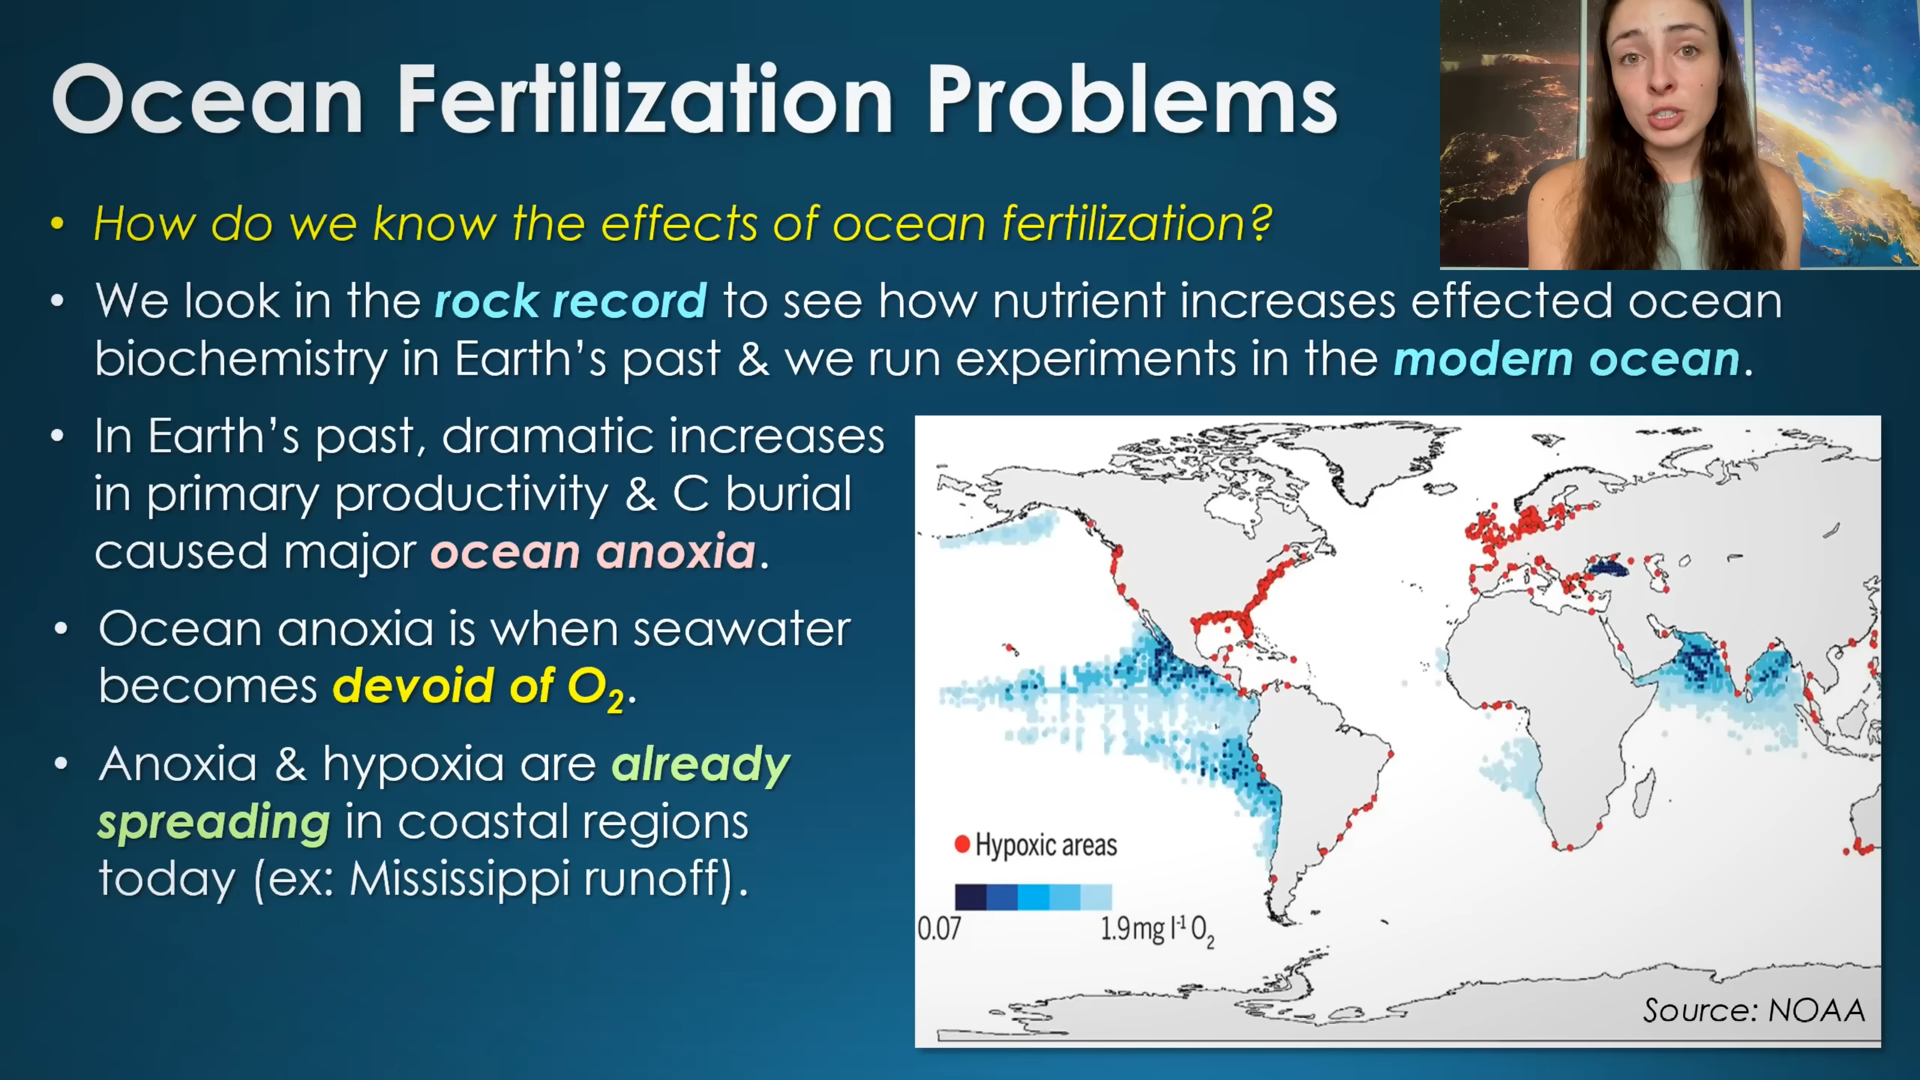 Ocean Fertilization Problems
• How do we know the effects of ocean fertilization?
• We look in the rock record to see how nutrient increases effected ocean
biochemistry in Earth’s past & we run experiments in the modern ocean.
• In Earth’s past, dramatic increases
in primary productivity & C burial
caused major ocean anoxia.
• Ocean anoxia is when seawater
becomes devoid of O₂.
• Anoxia & hypoxia are already
spreading in coastal regions
today (ex: Mississippi runoff).
Hypoxic areas
0.07 1.9 mg l⁻¹ O₂
Source: NOAA